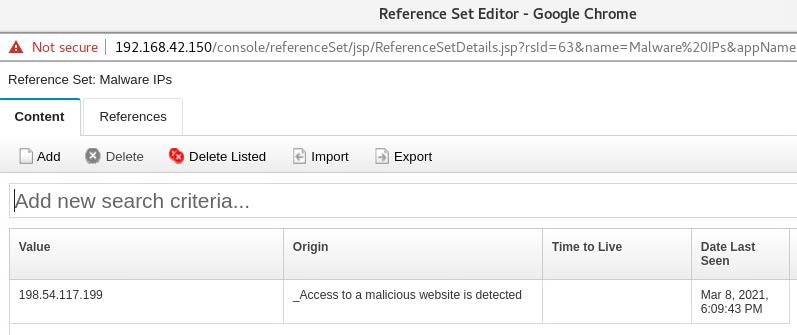 Reference Set Editor - Google Chrome
Not secure 192.168.42.150/console/referenceSet/jsp/ReferenceSetDetails.jsp?rsId=63&name=Malware%20IPs&appName
Reference Set: Malware IPs
Content References
Add Delete Delete Listed Import Export
Add new search criteria...
Value Origin Time to Live Date Last
Seen
198.54.117.199 _Access to a malicious website is detected Mar 8, 2021,
6:09:43 PM